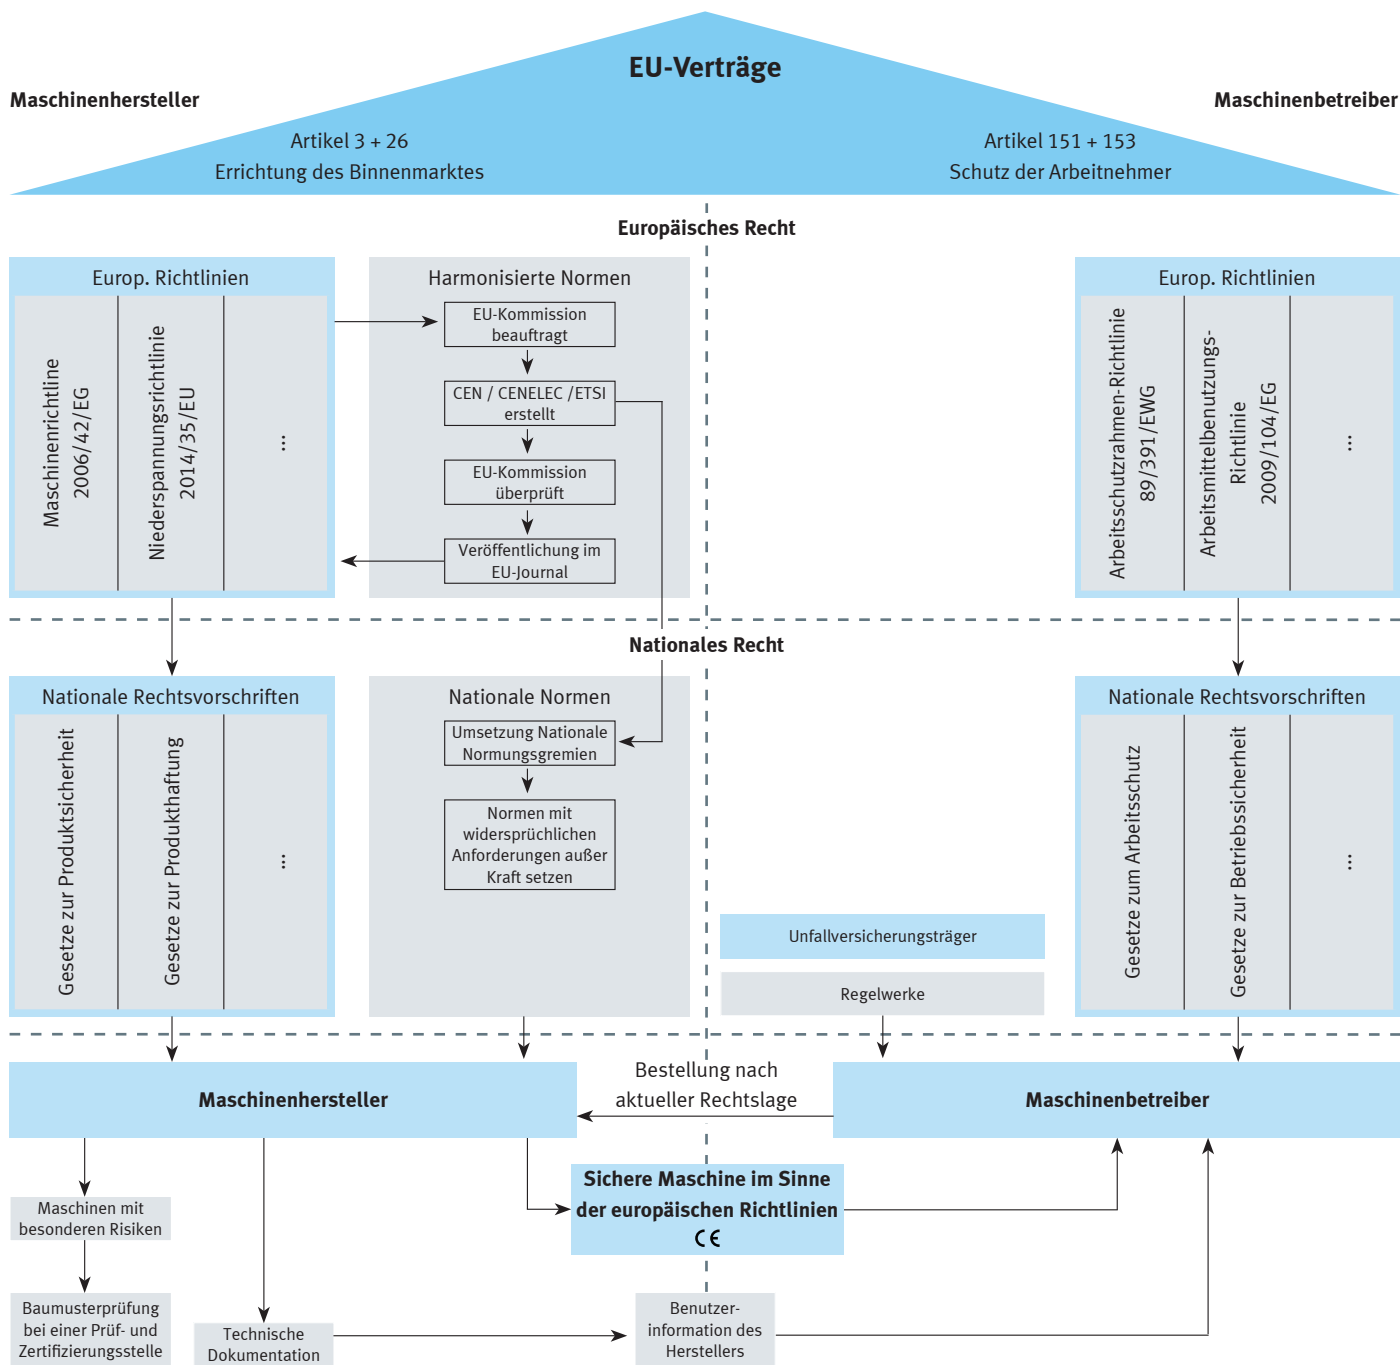 EU-Verträge
Maschinenhersteller
Maschinenbetreiber
Artikel 3 + 26
Errichtung des Binnenmarktes
Artikel 151 + 153
Schutz der Arbeitnehmer
Europäisches Recht
Europ. Richtlinien
Maschinenrichtline
2006/42/EG
Niederspannungsrichtlinie
2014/35/EU
...
Harmonisierte Normen
EU-Kommission
beauftragt
CEN / CENELEC /ETSI
erstellt
EU-Kommission
überprüft
Veröffentlichung im
EU-Journal
Europ. Richtlinien
Arbeitsschutzrahmen-Richtlinie
89/391/EWG
Arbeitsmittelbenutzungs-
Richtlinie
2009/104/EG
...
Nationales Recht
Nationale Rechtsvorschriften
Gesetze zur Produktsicherheit
Gesetze zur Produkthaftung
...
Nationale Normen
Umsetzung Nationale
Normungsgremien
Normen mit
widersprüchlichen
Anforderungen außer
Kraft setzen
Unfallversicherungsträger
Regelwerke
Nationale Rechtsvorschriften
Gesetze zum Arbeitsschutz
Gesetze zur Betriebssicherheit
...
Maschinenhersteller
Bestellung nach
aktueller Rechtslage
Maschinenbetreiber
Sichere Maschine im Sinne
der europäischen Richtlinien
CE
Maschinen mit
besonderen Risiken
Baumusterprüfung
bei einer Prüf- und
Zertifizierungsstelle
Technische
Dokumentation
Benutzer-
information des
Herstellers